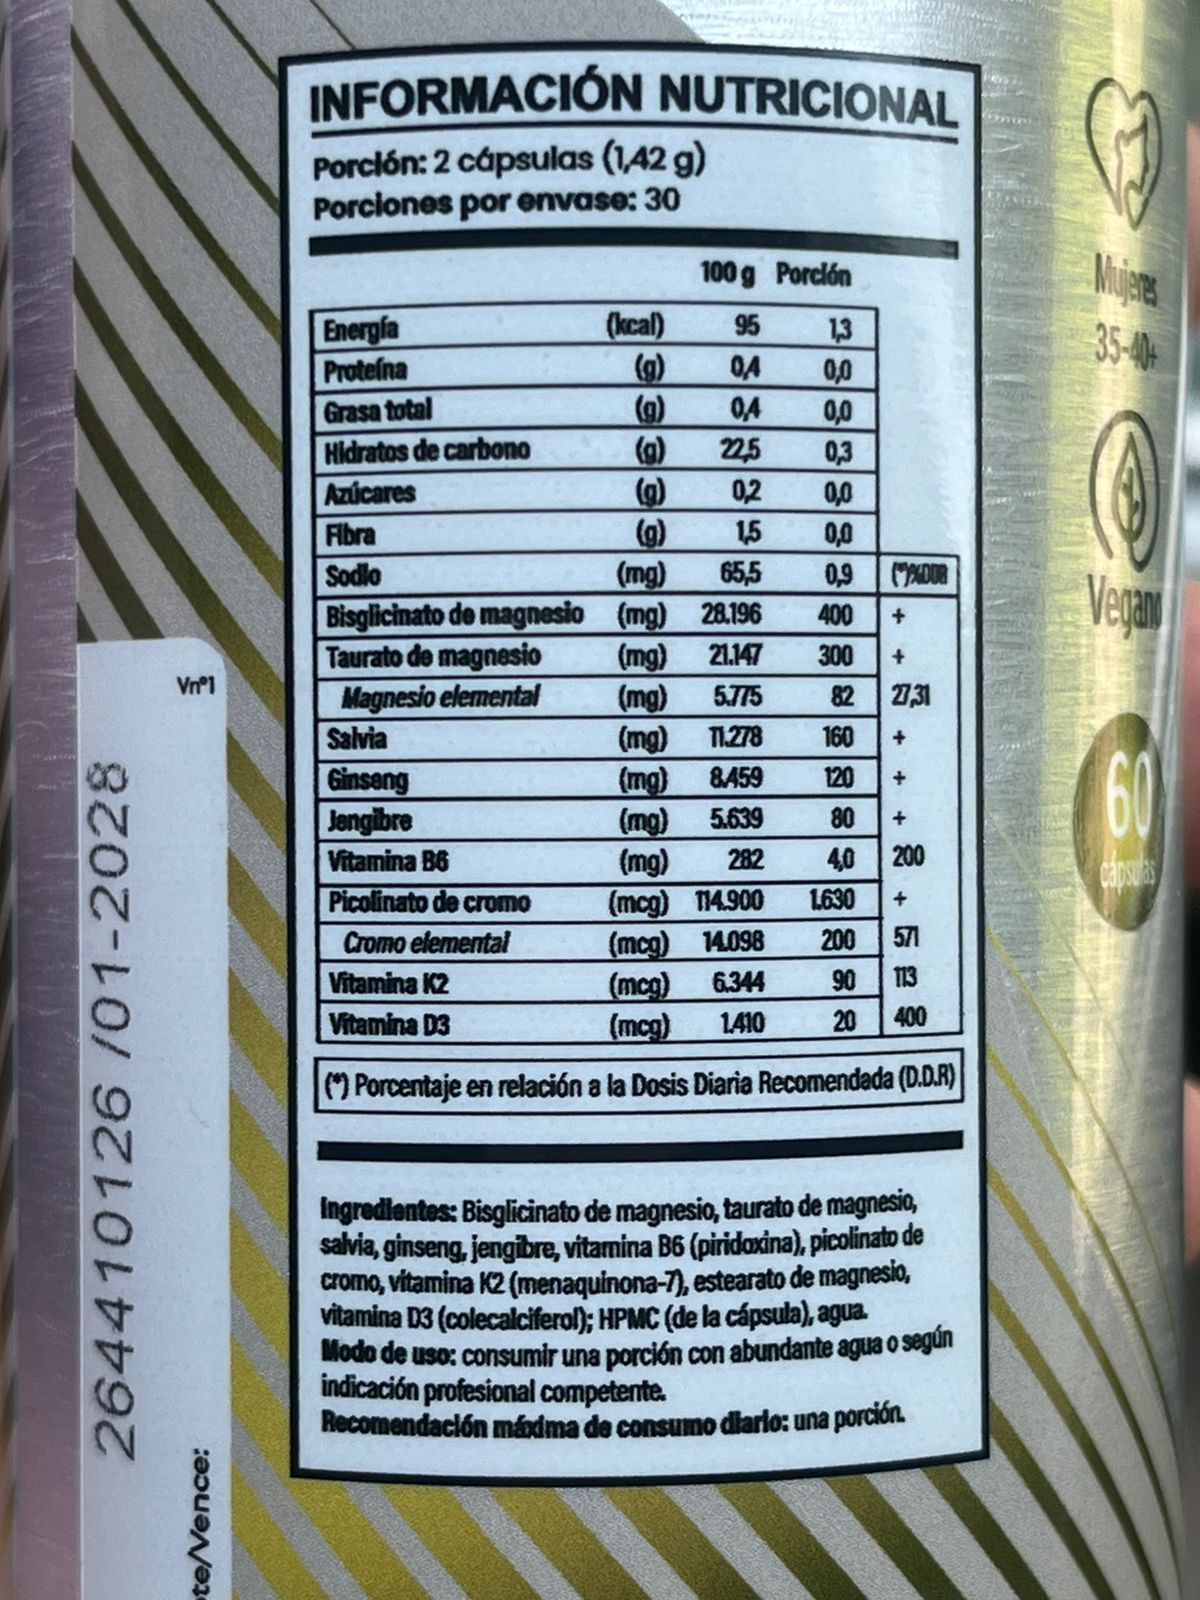 INFORMACIÓN NUTRICIONAL
Porción: 2 cápsulas (1,42 g)
Porciones por envase: 30
100 g Porción
Energía (kcal) 95 1,3
Proteína (g) 0,4 0,0
Grasa total (g) 0,4 0,0
Hidratos de carbono (g) 22,5 0,3
Azúcares (g) 0,2 0,0
Fibra (g) 1,5 0,0
Sodio (mg) 65,5 0,9 (*)%DDR
Bisglicinato de magnesio (mg) 28.196 400 +
Taurato de magnesio (mg) 21.147 300 +
Magnesio elemental (mg) 5.775 82 27,31
Salvia (mg) 11.278 160 +
Ginseng (mg) 8.459 120 +
Jengibre (mg) 5.639 80 +
Vitamina B6 (mg) 282 4,0 200
Picolinato de cromo (mcg) 114.900 1.630 +
Cromo elemental (mcg) 14.098 200 571
Vitamina K2 (mcg) 6.344 90 113
Vitamina D3 (mcg) 1.410 20 400
(*) Porcentaje en relación a la Dosis Diaria Recomendada (D.D.R)
Ingredientes: Bisglicinato de magnesio, taurato de magnesio,
salvia, ginseng, jengibre, vitamina B6 (piridoxina), picolinato de
cromo, vitamina K2 (menaquinona-7), estearato de magnesio,
vitamina D3 (colecalciferol); HPMC (de la cápsula), agua.
Modo de uso: consumir una porción con abundante agua o según
indicación profesional competente.
Recomendación máxima de consumo diario: una porción.
Mujeres
35-40+
Vegano
60
cápsulas
Vnº1
264410126 /01-2028
te/Vence: